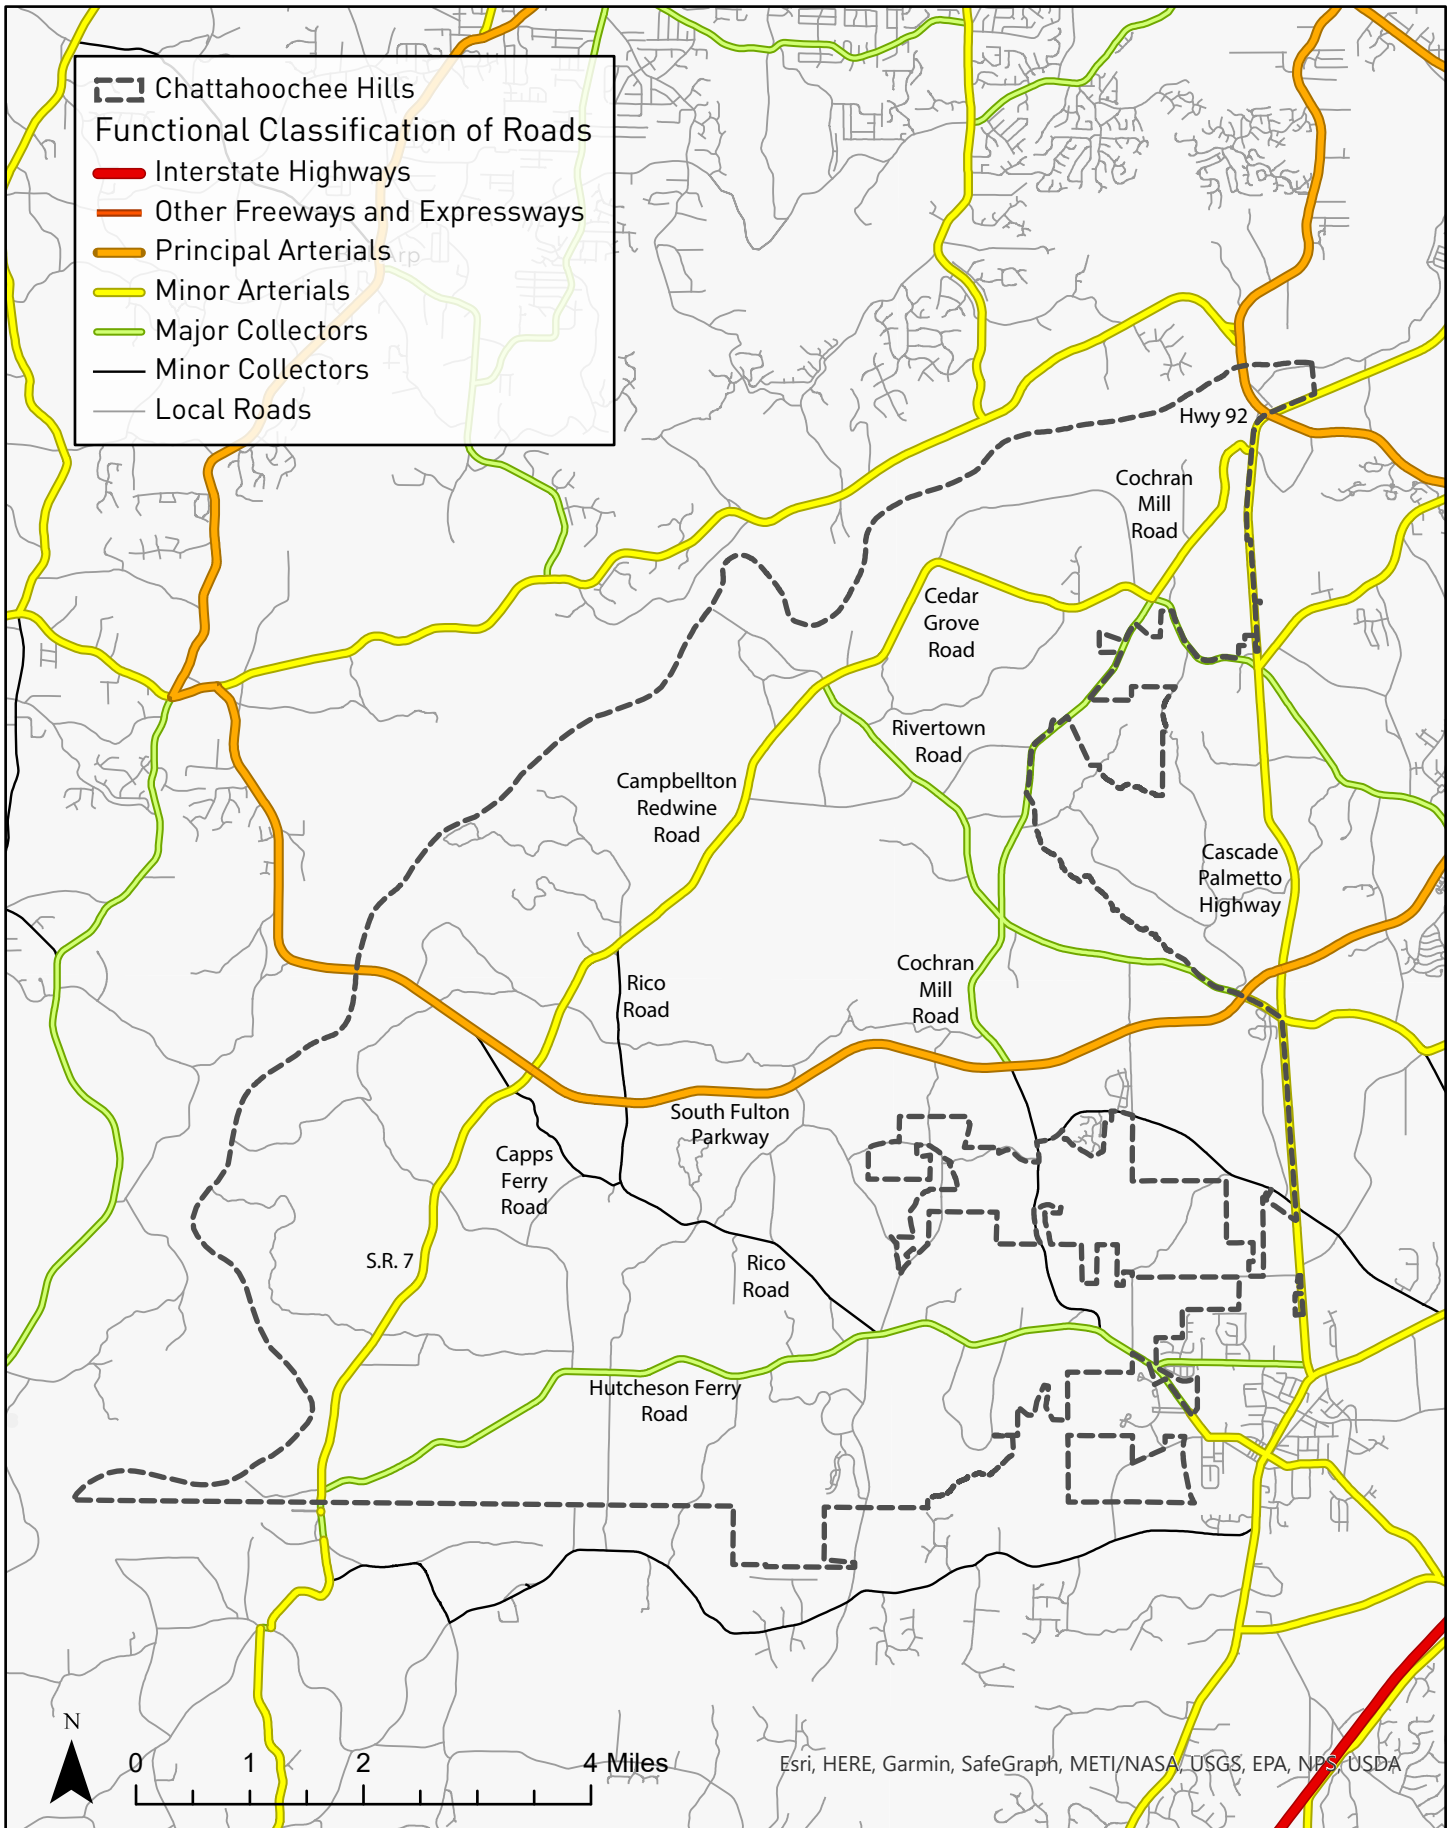 Chattahoochee Hills
Functional Classification of Roads
Interstate Highways
Other Freeways and Expressways
Principal Arterials
Minor Arterials
Major Collectors
Minor Collectors
Local Roads
Hwy 92
Cochran
Mill
Road
Cedar
Grove
Road
Rivertown
Road
Campbellton
Redwine
Road
Cascade
Palmetto
Highway
Rico
Road
Cochran
Mill
Road
South Fulton
Parkway
Capps
Ferry
Road
S.R. 7
Rico
Road
Hutcheson Ferry
Road
N
0 1 2 4 Miles
Esri, HERE, Garmin, SafeGraph, METI/NASA, USGS, EPA, NPS, USDA